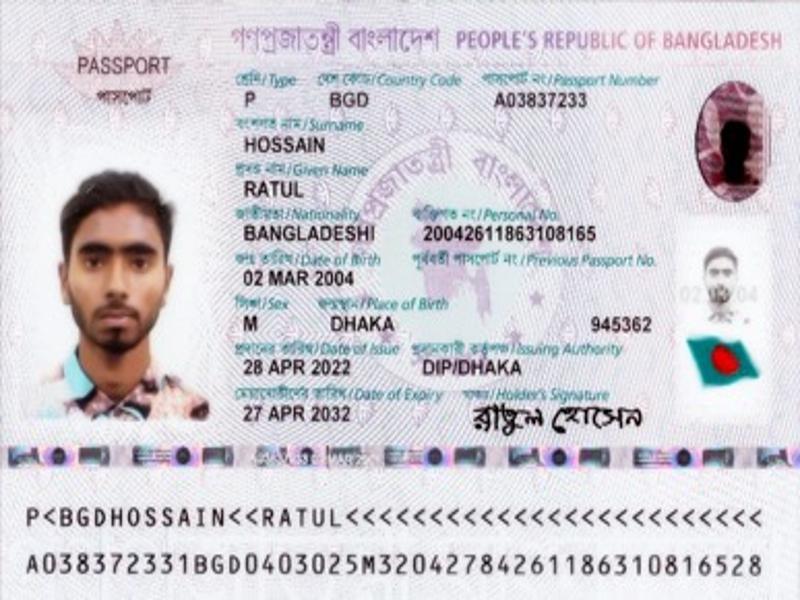 গণপ্রজাতন্ত্রী বাংলাদেশ PEOPLE'S REPUBLIC OF BANGLADESH
PASSPORT
পাসপোর্ট
শ্রেণি/Type দেশ কোড/Country Code পাসপোর্ট নং/Passport Number
P BGD A03837233
বংশগত নাম/Surname
HOSSAIN
প্রদত্ত নাম/Given Name
RATUL
জাতীয়তা/Nationality ব্যক্তিগত নং/Personal No.
BANGLADESHI 20042611863108165
জন্ম তারিখ/Date of Birth পূর্ববর্তী পাসপোর্ট নং/Previous Passport No.
02 MAR 2004
লিঙ্গ/Sex জন্মস্থান/Place of Birth
M DHAKA 945362
প্রদানের তারিখ/Date of Issue প্রদানকারী কর্তৃপক্ষ/Issuing Authority
28 APR 2022 DIP/DHAKA
মেয়াদোত্তীর্ণের তারিখ/Date of Expiry স্বাক্ষর/Holder's Signature
27 APR 2032 রাতুল হোসেন
P<BGDHOSSAIN<<RATUL<<<<<<<<<<<<<<<<<<<<<<<<<
A038372331BGD0403025M3204278426118631081​6528